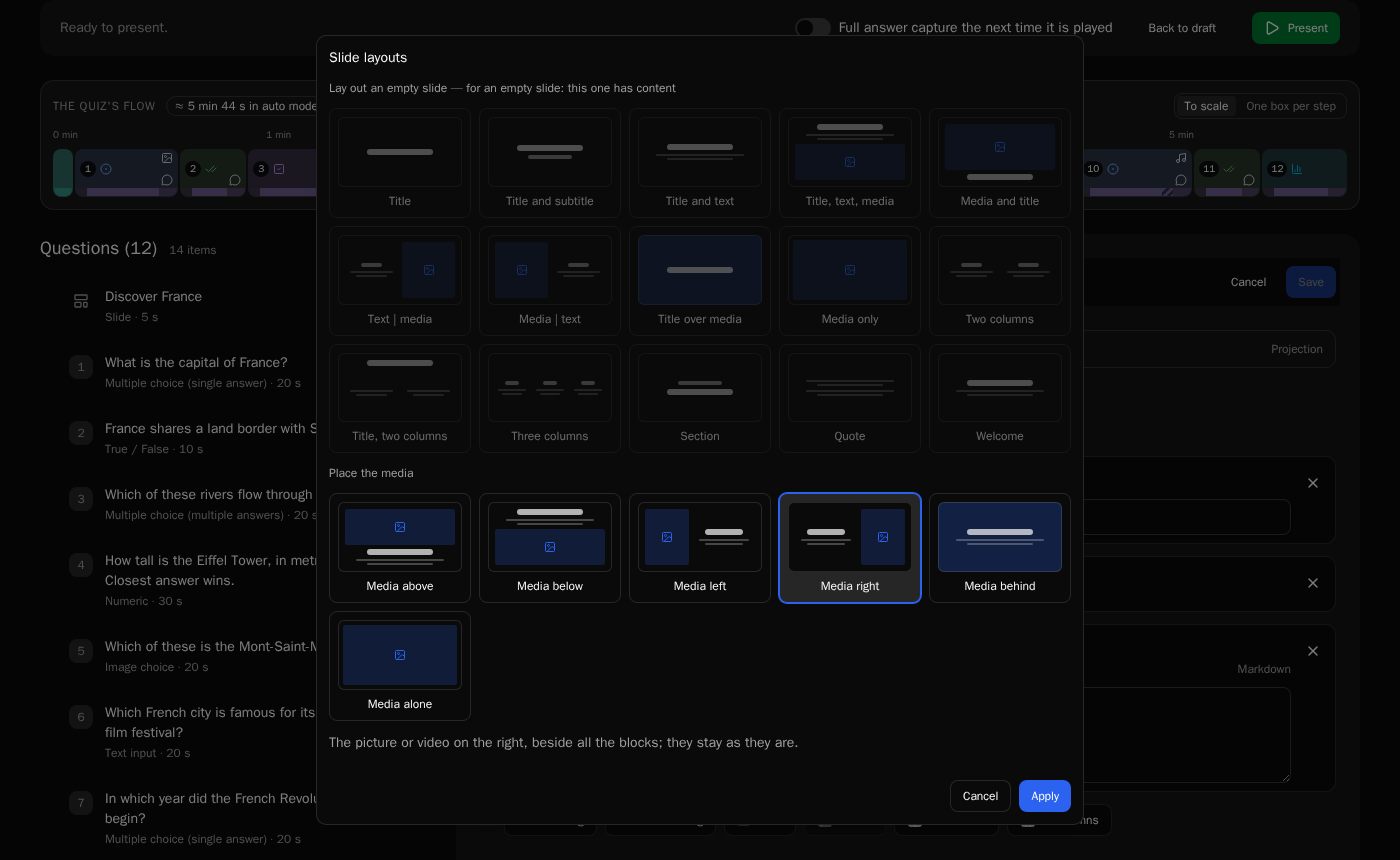 Ready to present.
Full answer capture the next time it is played
Back to draft
Present
Slide layouts
Lay out an empty slide — for an empty slide: this one has content
THE QUIZ'S FLOW
≈ 5 min 44 s in auto mode
To scale
One box per step
0 min
1 min
5 min
1
2
3
10
11
12
Title
Title and subtitle
Title and text
Title, text, media
Media and title
Questions (12)
14 items
Text | media
Media | text
Title over media
Media only
Two columns
Cancel
Save
Discover France
Slide · 5 s
Projection
1
What is the capital of France?
Multiple choice (single answer) · 20 s
Title, two columns
Three columns
Section
Quote
Welcome
2
France shares a land border with
True / False · 10 s
Place the media
3
Which of these rivers flow through
Multiple choice (multiple answers) · 20 s
Media above
Media below
Media left
Media right
Media behind
4
How tall is the Eiffel Tower, in
Closest answer wins.
Numeric · 30 s
5
Which of these is the
Image choice · 20 s
Markdown
Media alone
6
Which French city is famous for its
film festival?
Text input · 20 s
The picture or video on the right, beside all the blocks; they stay as they are.
7
In which year did the French
begin?
Multiple choice (single answer) · 20 s
Cancel
Apply